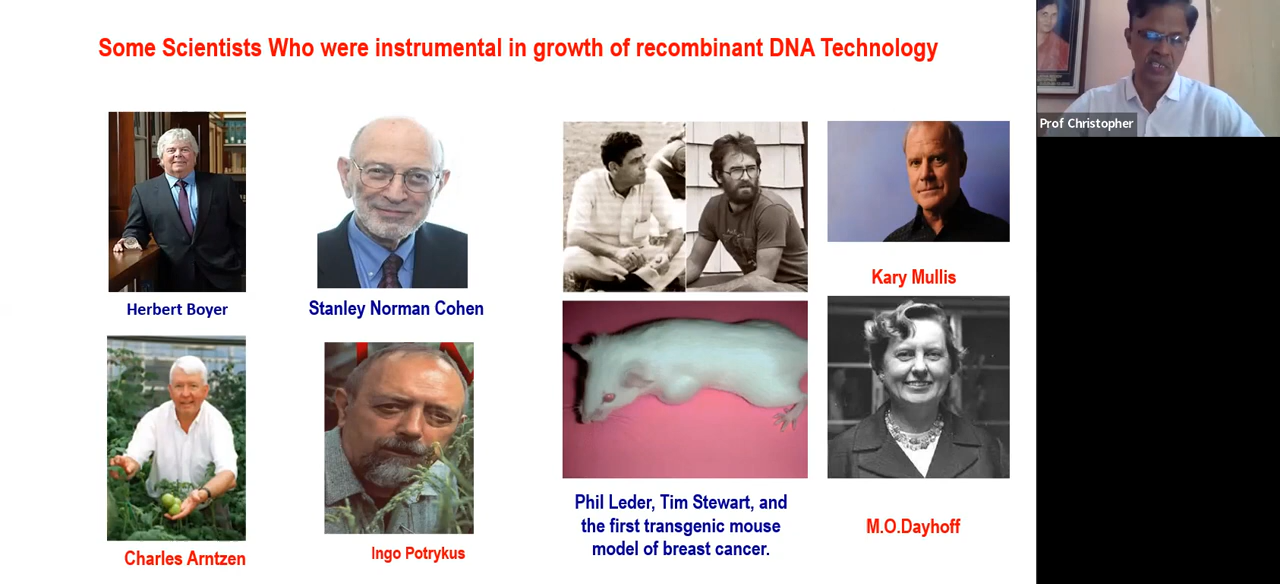 Some Scientists Who were instrumental in growth of recombinant DNA Technology
Prof Christopher
Herbert Boyer
Stanley Norman Cohen
Kary Mullis
Charles Arntzen
Ingo Potrykus
Phil Leder, Tim Stewart, and
the first transgenic mouse
model of breast cancer.
M.O.Dayhoff